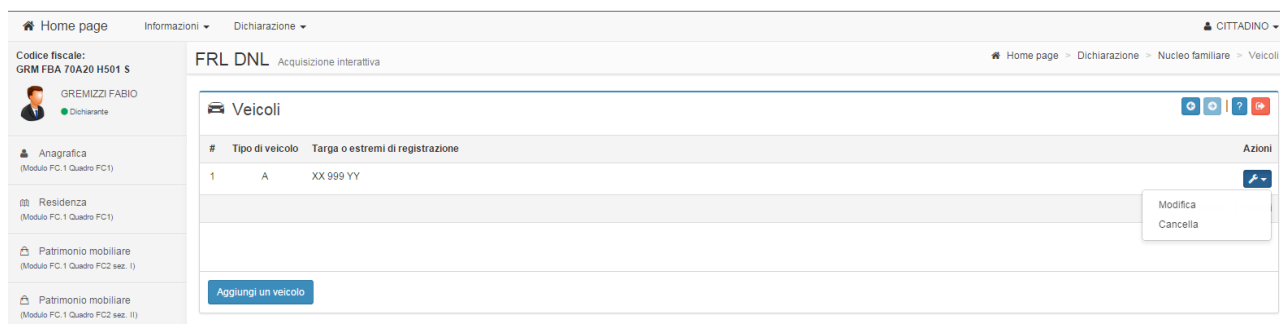 Home page Informazioni Dichiarazione CITTADINO
Codice fiscale:
GRM FBA 70A20 H501 S
GREMIZZI FABIO
Dichiarante
Anagrafica
(Modulo FC.1 Quadro FC1)
Residenza
(Modulo FC.1 Quadro FC1)
Patrimonio mobiliare
(Modulo FC.1 Quadro FC2 sez. I)
Patrimonio mobiliare
(Modulo FC.1 Quadro FC2 sez. II)
FRL DNL Acquisizione interattiva
Home page > Dichiarazione > Nucleo familiare > Veicoli
Veicoli
?
# Tipo di veicolo Targa o estremi di registrazione Azioni
1 A XX 999 YY
Modifica
Cancella
Aggiungi un veicolo